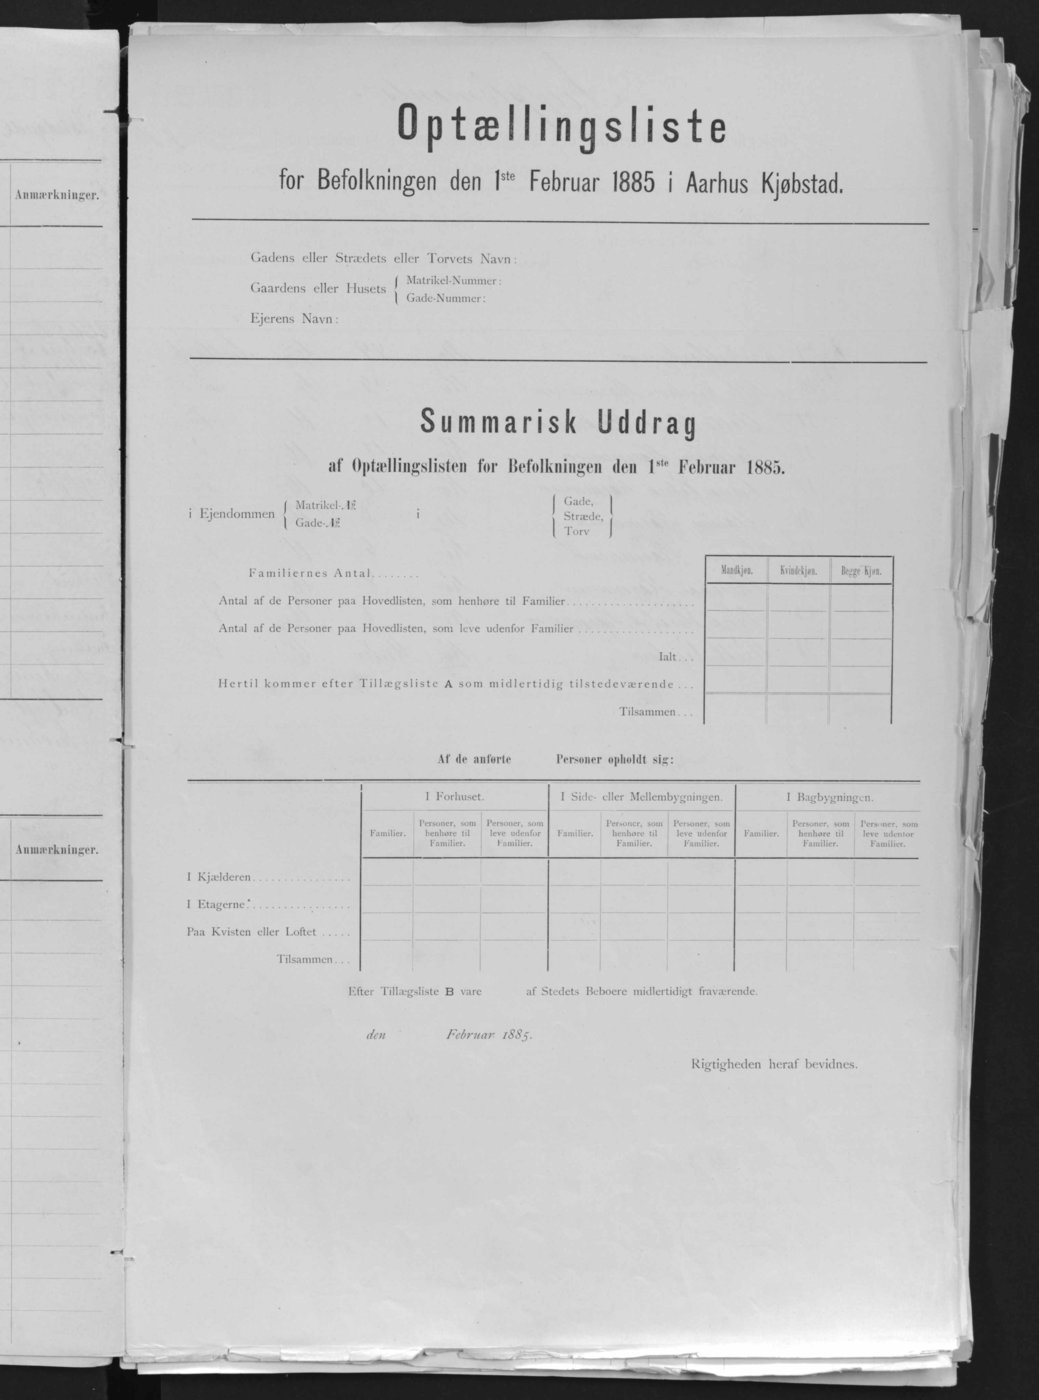 Anmærkninger.
Anmærkninger.
Optællingsliste
for Befolkningen den 1ste Februar 1885 i Aarhus Kjøbstad.
Gadens eller Strædets eller Torvets Navn:
Gaardens eller Husets { Matrikel-Nummer:
Gade-Nummer:
Ejerens Navn:
Summarisk Uddrag
af Optællingslisten for Befolkningen den 1ste Februar 1885.
i Ejendommen { Matrikel-№ i { Gade, }
Gade-№ Stræde,
Torv
Mandkjøn. Kvindekjøn. Begge Kjøn.
Familiernes Antal........
Antal af de Personer paa Hovedlisten, som henhøre til Familier....................
Antal af de Personer paa Hovedlisten, som leve udenfor Familier...................
Ialt...
Hertil kommer efter Tillægsliste A som midlertidig tilstedeværende...
Tilsammen...
Af de anførte Personer opholdt sig:
I Forhuset. I Side- eller Mellembygningen. I Bagbygningen.
Familier. Personer, som henhøre til Familier. Personer, som leve udenfor Familier. Familier. Personer, som henhøre til Familier. Personer, som leve udenfor Familier. Familier. Personer, som henhøre til Familier. Personer, som leve udenfor Familier.
I Kjælderen................
I Etagerne................
Paa Kvisten eller Loftet.....
Tilsammen...
Efter Tillægsliste B vare af Stedets Beboere midlertidigt fraværende.
den Februar 1885.
Rigtigheden heraf bevidnes.